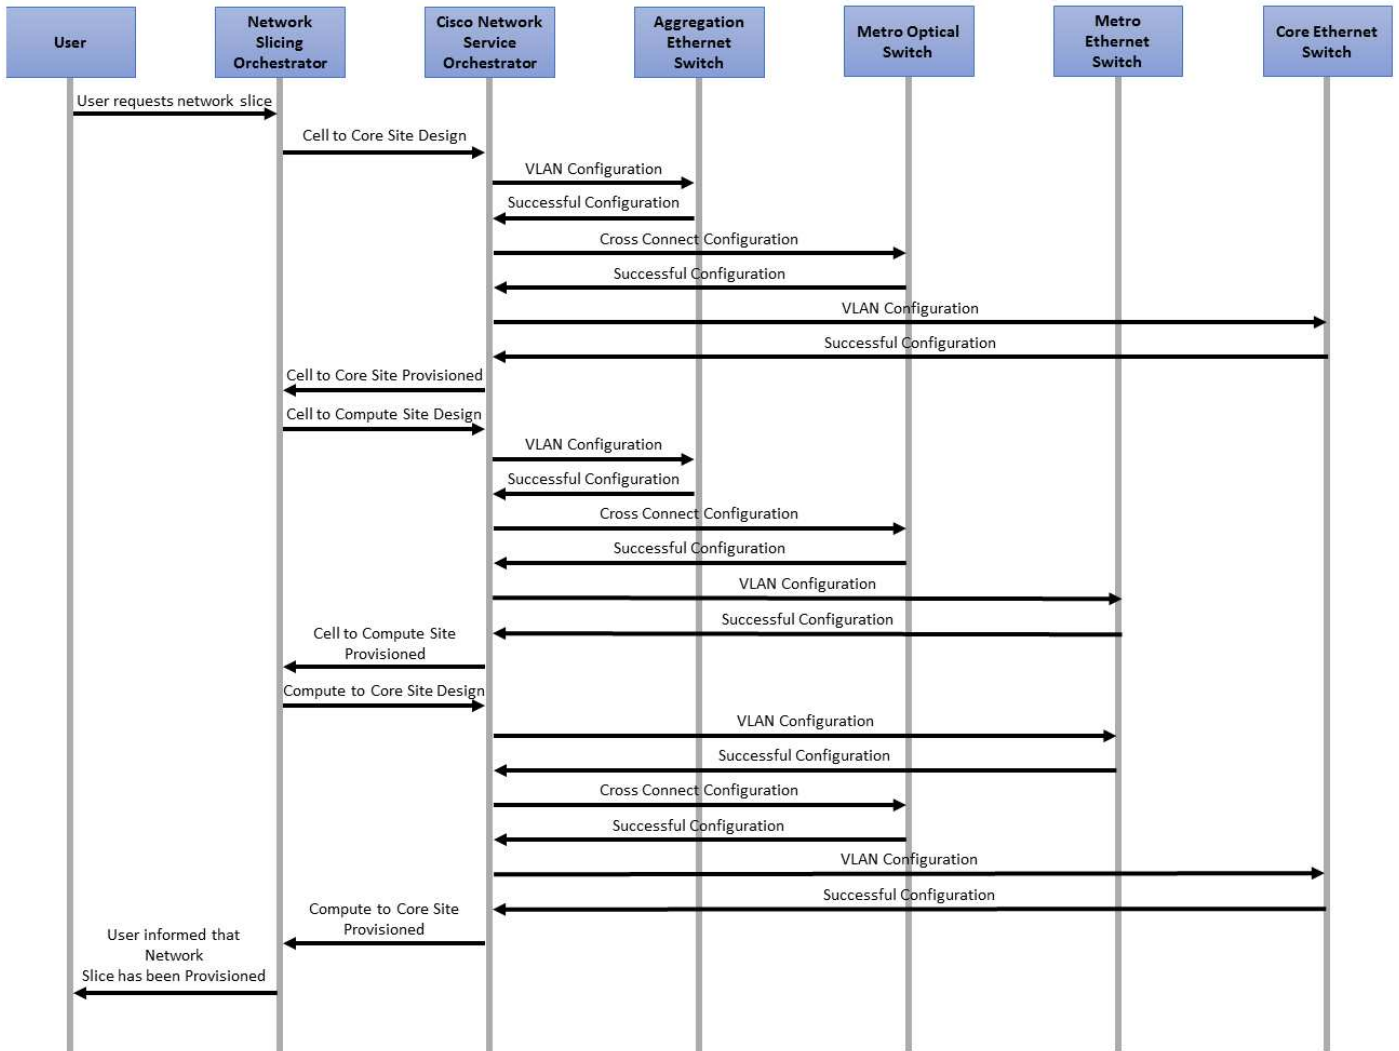 User
Network
Slicing
Orchestrator
Cisco Network
Service
Orchestrator
Aggregation
Ethernet
Switch
Metro Optical
Switch
Metro
Ethernet
Switch
Core Ethernet
Switch
User requests network slice
Cell to Core Site Design
VLAN Configuration
Successful Configuration
Cross Connect Configuration
Successful Configuration
VLAN Configuration
Successful Configuration
Cell to Core Site Provisioned
Cell to Compute Site Design
VLAN Configuration
Successful Configuration
Cross Connect Configuration
Successful Configuration
VLAN Configuration
Successful Configuration
Cell to Compute Site
Provisioned
Compute to Core Site Design
VLAN Configuration
Successful Configuration
Cross Connect Configuration
Successful Configuration
VLAN Configuration
Successful Configuration
Compute to Core Site
Provisioned
User informed that
Network
Slice has been Provisioned